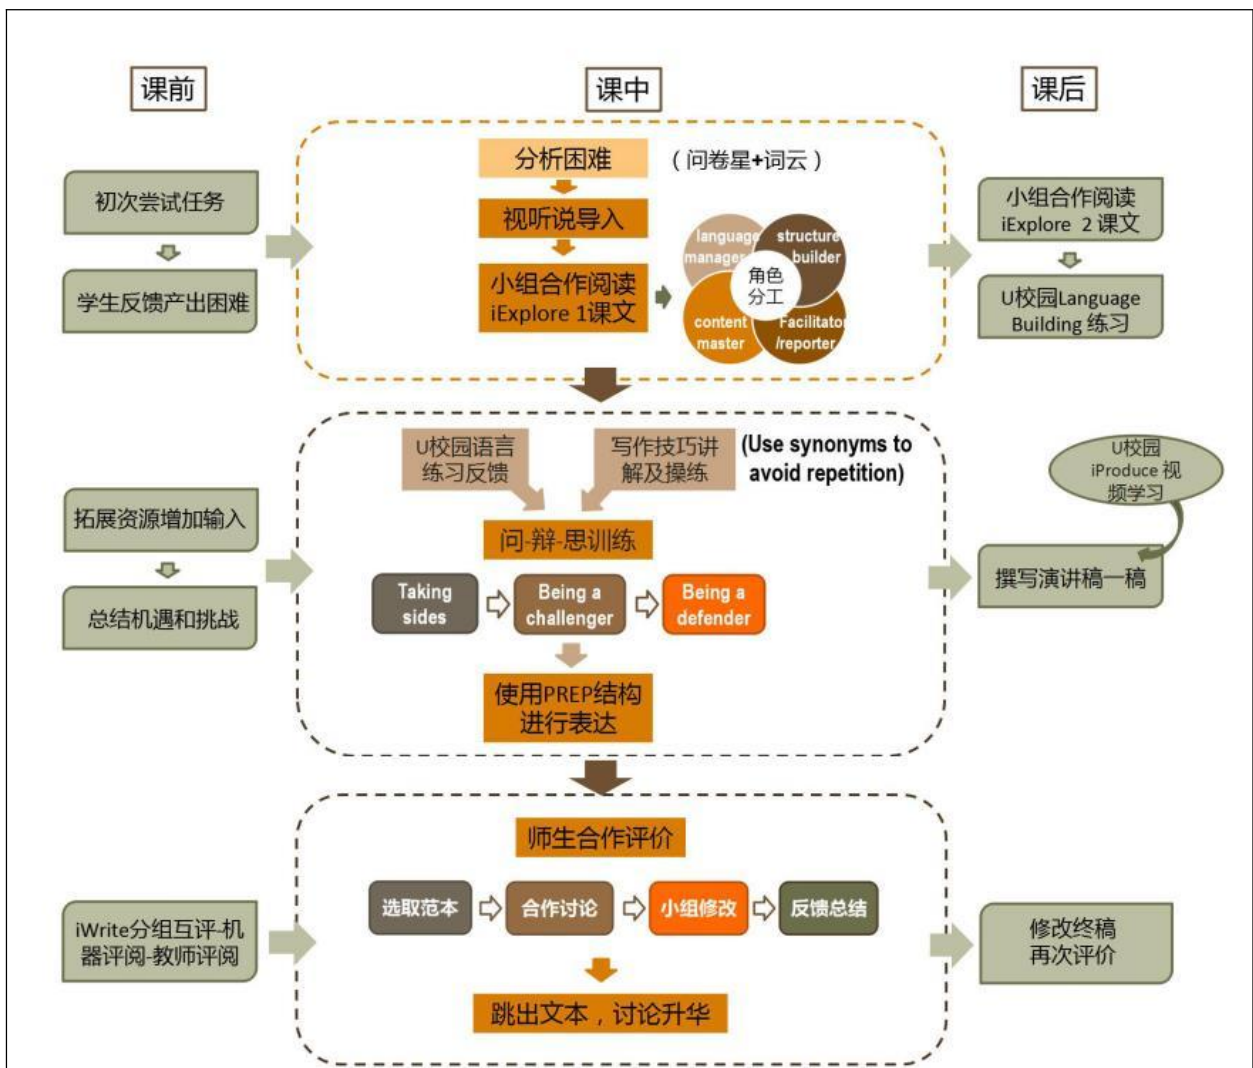 课前
课中
课后
初次尝试任务
学生反馈产出困难
分析困难
（问卷星+词云）
视听说导入
小组合作阅读
iExplore 1课文
language
manager
structure
builder
角色
分工
content
master
Facilitator
/reporter
小组合作阅读
iExplore 2 课文
U校园Language
Building 练习
拓展资源增加输入
总结机遇和挑战
U校园语言
练习反馈
写作技巧讲
解及操练
(Use synonyms to
avoid repetition)
问-辩-思训练
Taking
sides
Being a
challenger
Being a
defender
使用PREP结构
进行表达
U校园
iProduce 视
频学习
撰写演讲稿一稿
iWrite分组互评-机
器评阅-教师评阅
师生合作评价
选取范本
合作讨论
小组修改
反馈总结
跳出文本，讨论升华
修改终稿
再次评价